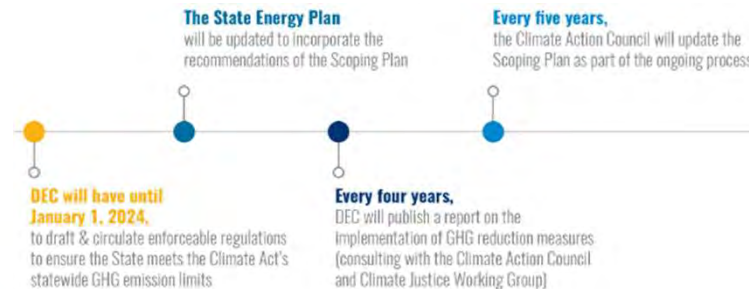 The State Energy Plan
will be updated to incorporate the
recommendations of the Scoping Plan
Every five years,
the Climate Action Council will update the
Scoping Plan as part of the ongoing process
DEC will have until
January 1, 2024,
to draft & circulate enforceable regulations
to ensure the State meets the Climate Act's
statewide GHG emission limits
Every four years,
DEC will publish a report on the
implementation of GHG reduction measures
(consulting with the Climate Action Council
and Climate Justice Working Group)